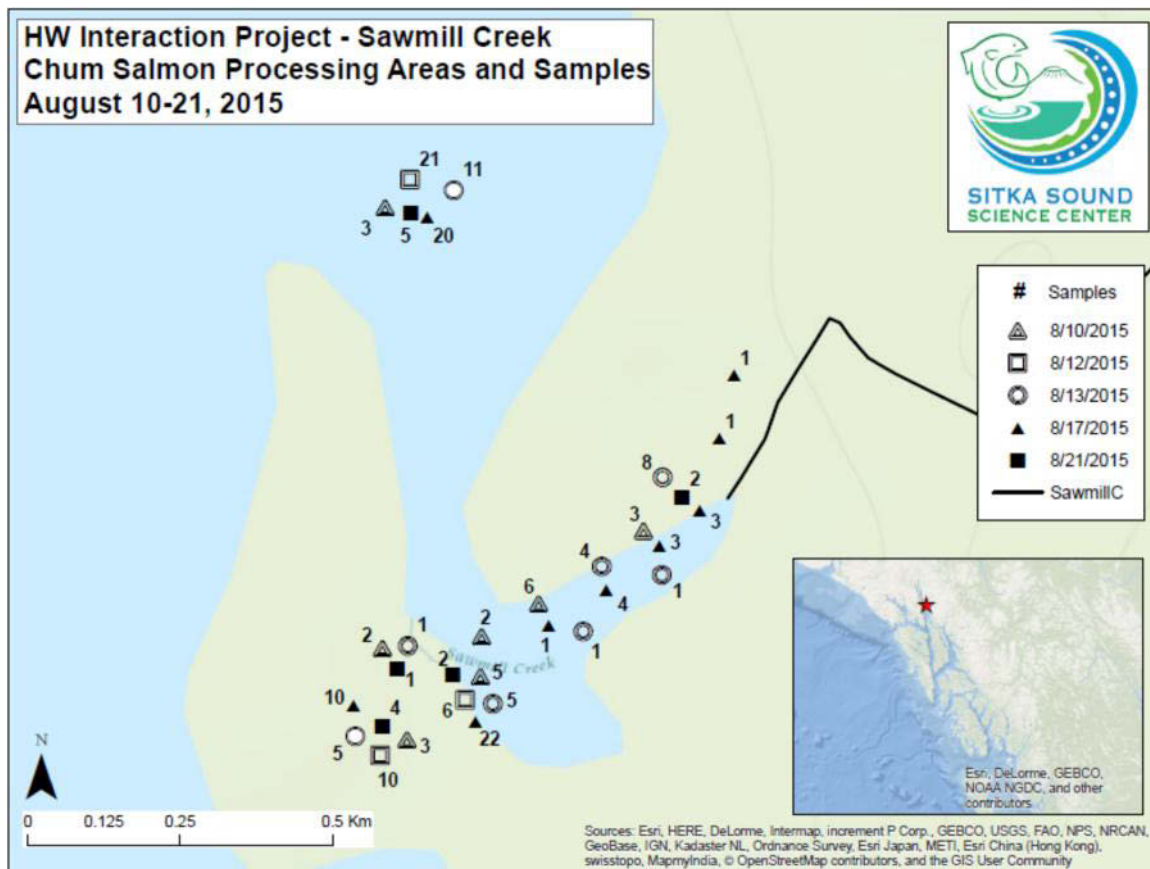 HW Interaction Project - Sawmill Creek
Chum Salmon Processing Areas and Samples
August 10-21, 2015
SITKA SOUND
SCIENCE CENTER
21
11
3
5
20
# Samples
8/10/2015
8/12/2015
8/13/2015
8/17/2015
8/21/2015
SawmillC
1
1
8
2
3
3
3
4
1
6
4
1
1
2
2
1
2
1
Sawmill Creek
5
10
4
6
5
22
5
3
10
N
0 0.125 0.25 0.5 Km
Esri, DeLorme, GEBCO,
NOAA NGDC, and other
contributors
Sources: Esri, HERE, DeLorme, Intermap, increment P Corp., GEBCO, USGS, FAO, NPS, NRCAN,
GeoBase, IGN, Kadaster NL, Ordnance Survey, Esri Japan, METI, Esri China (Hong Kong),
swisstopo, MapmyIndia, © OpenStreetMap contributors, and the GIS User Community